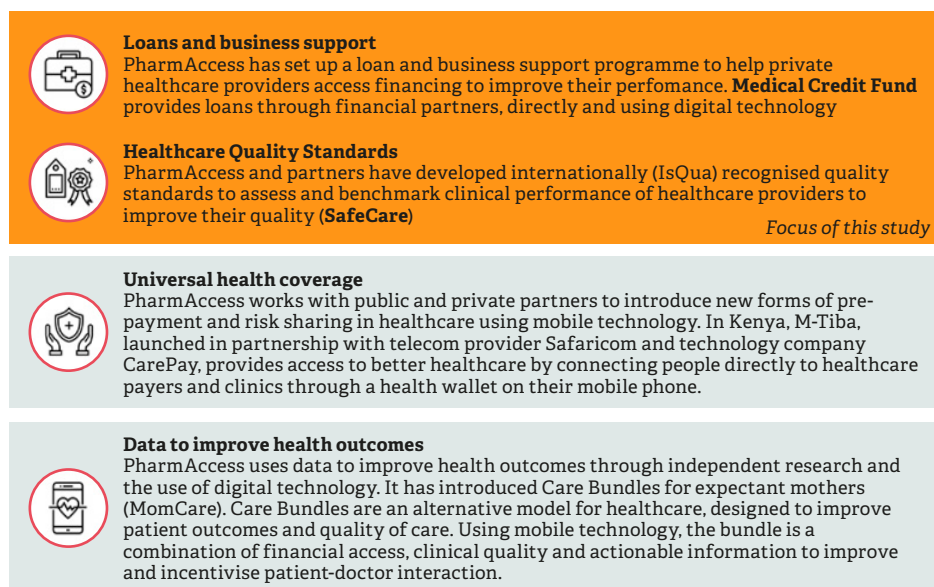 Loans and business support
PharmAccess has set up a loan and business support programme to help private
healthcare providers access financing to improve their perfomance. Medical Credit Fund
provides loans through financial partners, directly and using digital technology
Healthcare Quality Standards
PharmAccess and partners have developed internationally (IsQua) recognised quality
standards to assess and benchmark clinical performance of healthcare providers to
improve their quality (SafeCare)
Focus of this study
Universal health coverage
PharmAccess works with public and private partners to introduce new forms of pre-
payment and risk sharing in healthcare using mobile technology. In Kenya, M-Tiba,
launched in partnership with telecom provider Safaricom and technology company
CarePay, provides access to better healthcare by connecting people directly to healthcare
payers and clinics through a health wallet on their mobile phone.
Data to improve health outcomes
PharmAccess uses data to improve health outcomes through independent research and
the use of digital technology. It has introduced Care Bundles for expectant mothers
(MomCare). Care Bundles are an alternative model for healthcare, designed to improve
patient outcomes and quality of care. Using mobile technology, the bundle is a
combination of financial access, clinical quality and actionable information to improve
and incentivise patient-doctor interaction.